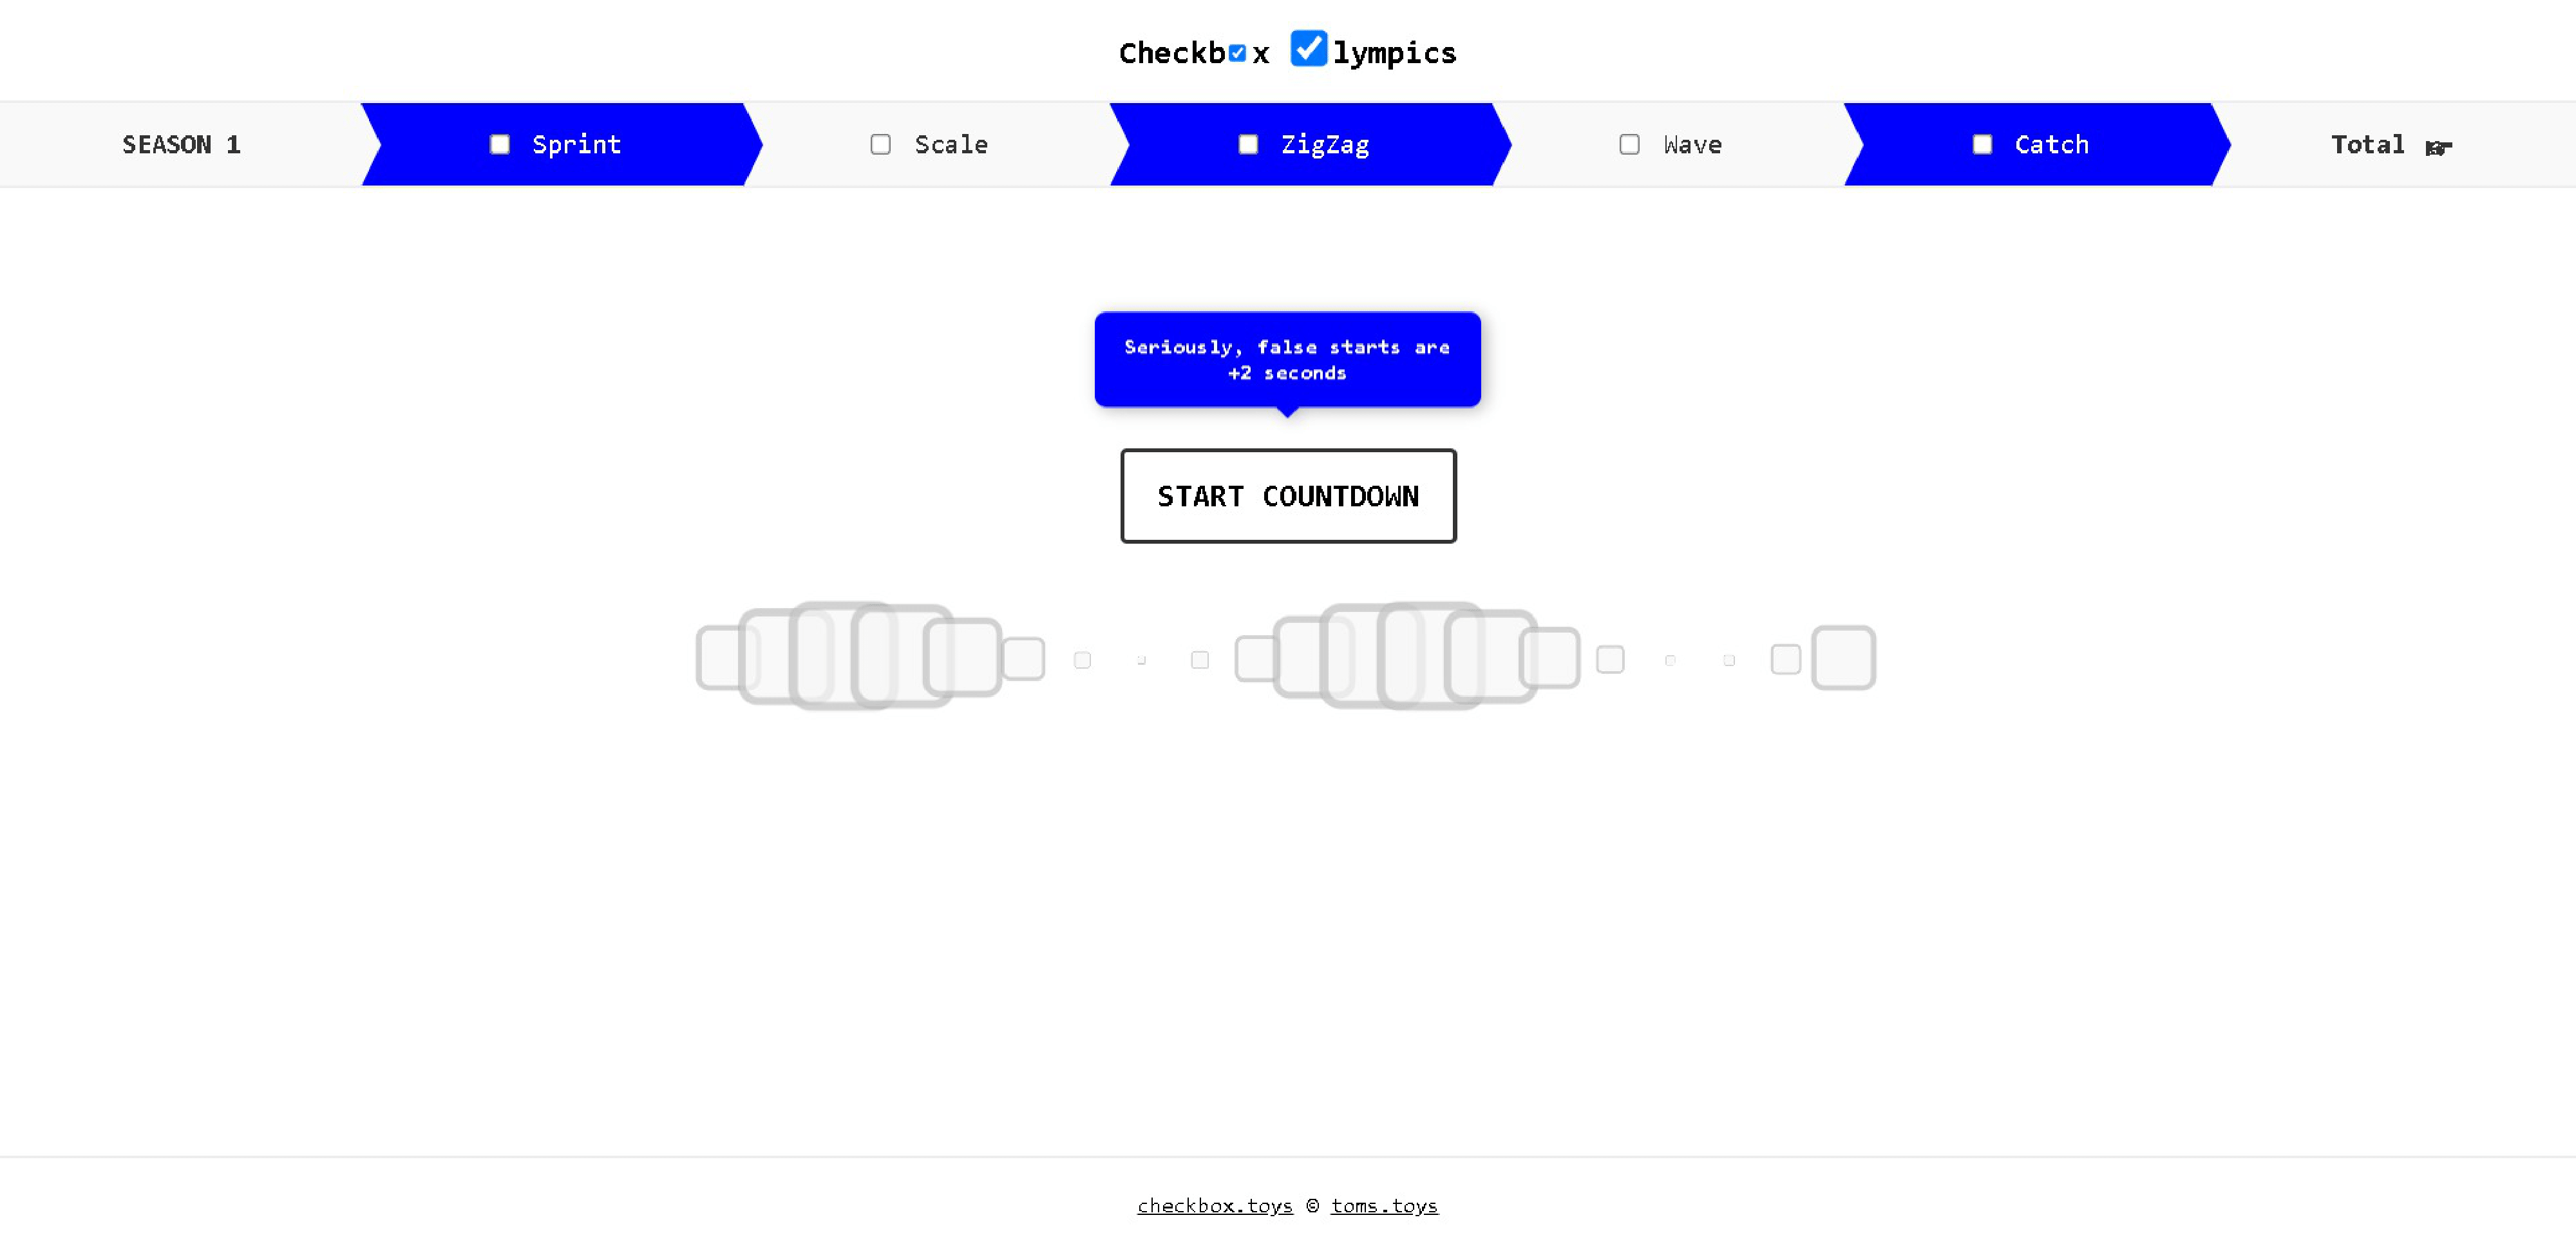 Checkbx lympics
SEASON 1
Sprint
Scale
ZigZag
Wave
Catch
Total ☛
Seriously, false starts are
+2 seconds
START COUNTDOWN
checkbox.toys © toms.toys